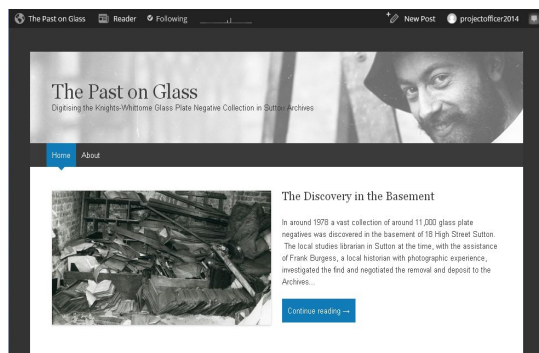 The Past on Glass Reader Following New Post projectofficer2014
The Past on Glass
Digitising the Knights-Whittome Glass Plate Negative Collection in Sutton Archives
Home About
The Discovery in the Basement
In around 1978 a vast collection of around 11,000 glass plate
negatives was discovered in the basement of 18 High Street Sutton.
The local studies librarian in Sutton at the time, with the assistance
of Frank Burgess, a local historian with photographic experience,
investigated the find and negotiated the removal and deposit to the
Archives...
Continue reading →